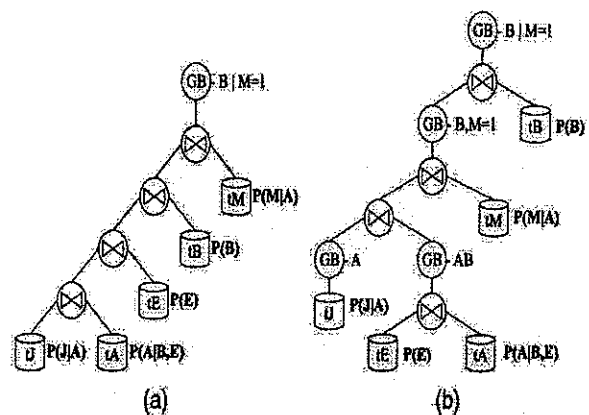 GB - B | M=1
GB - B | M=1
GB - B,M=1
tB P(B)
tM P(M|A)
tM P(M|A)
tB P(B)
GB - A
GB - AB
tE P(E)
tJ P(J|A)
tJ P(J|A)
tA P(A|B,E)
tE P(E)
tA P(A|B,E)
(a)
(b)